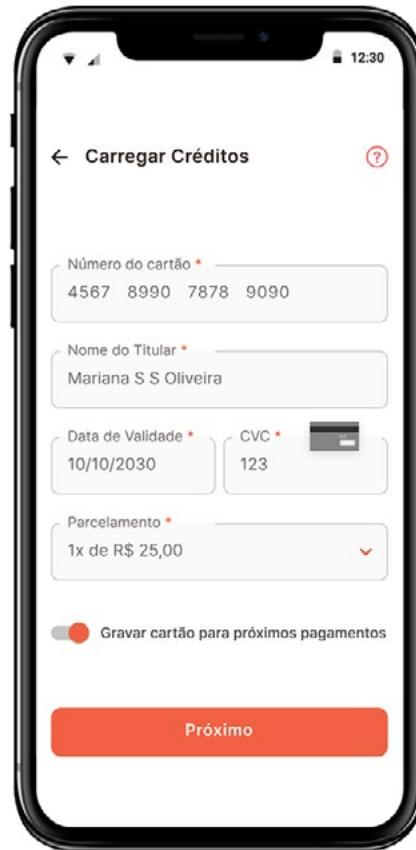 12:30
← Carregar Créditos ?
Número do cartão *
4567 8990 7878 9090
Nome do Titular *
Mariana S S Oliveira
Data de Validade * CVC *
10/10/2030 123
Parcelamento *
1x de R$ 25,00
Gravar cartão para próximos pagamentos
Próximo